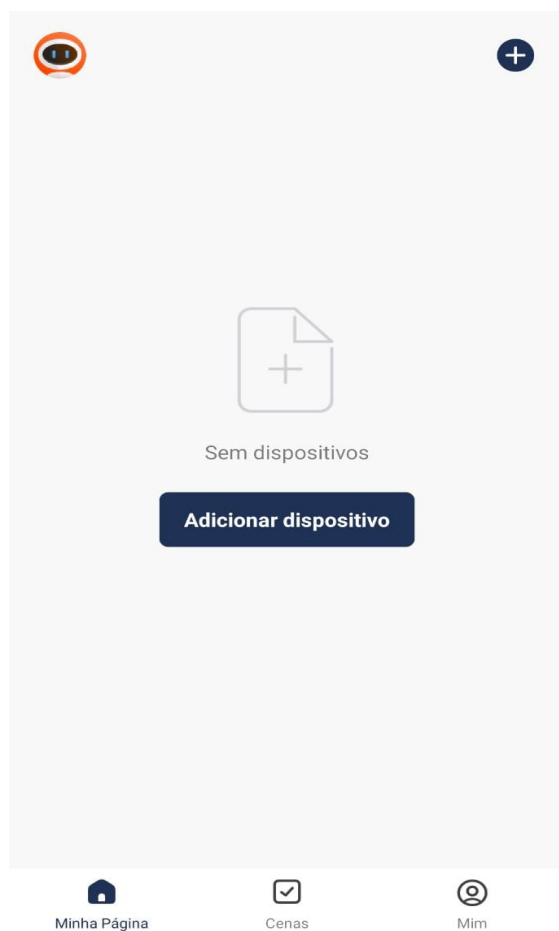 Sem dispositivos
Adicionar dispositivo
Minha Página
Cenas
Mim